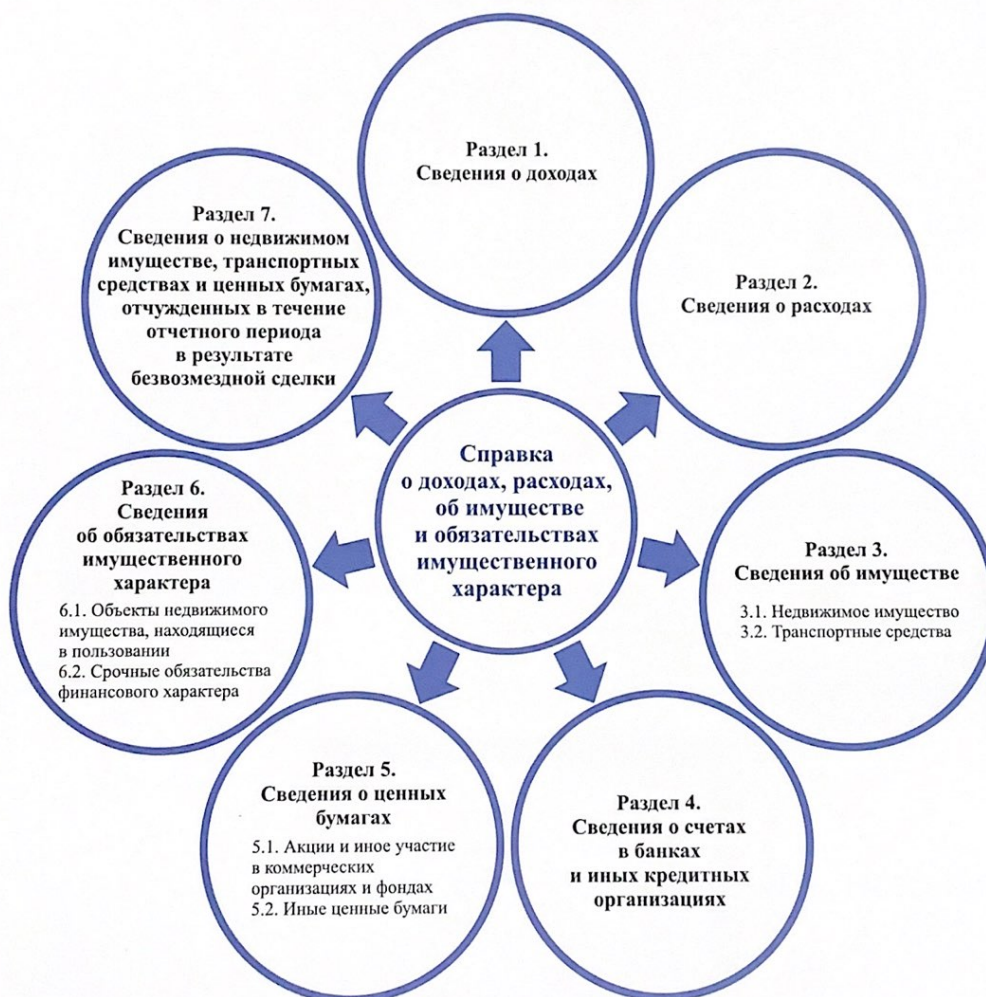 Справка
о доходах, расходах,
об имуществе
и обязательствах
имущественного
характера
Раздел 1.
Сведения о доходах
Раздел 2.
Сведения о расходах
Раздел 3.
Сведения об имуществе
3.1. Недвижимое имущество
3.2. Транспортные средства
Раздел 4.
Сведения о счетах
в банках
и иных кредитных
организациях
Раздел 5.
Сведения о ценных
бумагах
5.1. Акции и иное участие
в коммерческих
организациях и фондах
5.2. Иные ценные бумаги
Раздел 6.
Сведения
об обязательствах
имущественного
характера
6.1. Объекты недвижимого
имущества, находящиеся
в пользовании
6.2. Срочные обязательства
финансового характера
Раздел 7.
Сведения о недвижимом
имуществе, транспортных
средствах и ценных бумагах,
отчужденных в течение
отчетного периода
в результате
безвозмездной сделки